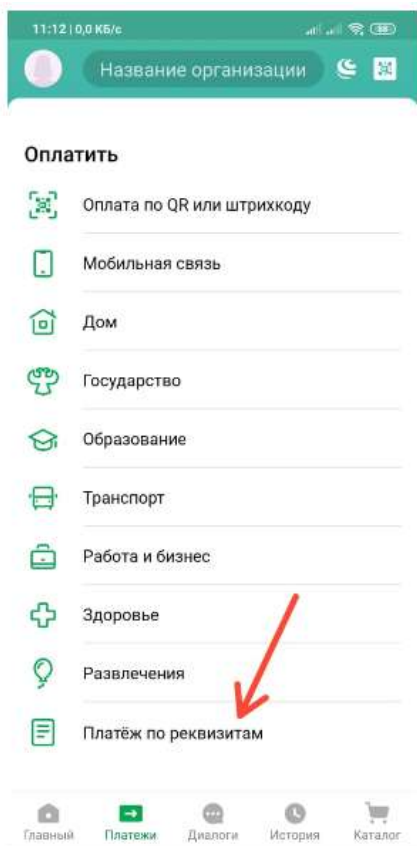 11:12 | 0,0 КБ/с
Название организации
Оплатить
Оплата по QR или штрихкоду
Мобильная связь
Дом
Государство
Образование
Транспорт
Работа и бизнес
Здоровье
Развлечения
Платёж по реквизитам
Главный Платежи Диалоги История Каталог